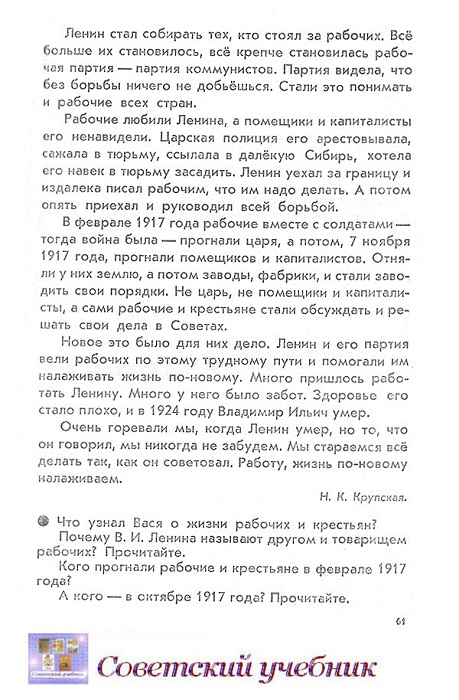 Ленин стал собирать тех, кто стоял за рабочих. Всё
больше их становилось, всё крепче становилась рабо-
чая партия — партия коммунистов. Партия видела, что
без борьбы ничего не добьёшься. Стали это понимать
и рабочие всех стран.
Рабочие любили Ленина, а помещики и капиталисты
его ненавидели. Царская полиция его арестовывала,
сажала в тюрьму, ссылала в далёкую Сибирь, хотела
его навек в тюрьму засадить. Ленин уехал за границу и
издалека писал рабочим, что им надо делать. А потом
опять приехал и руководил всей борьбой.
В феврале 1917 года рабочие вместе с солдатами —
тогда война была — прогнали царя, а потом, 7 ноября
1917 года, прогнали помещиков и капиталистов. Отня-
ли у них землю, а потом заводы, фабрики, и стали заво-
дить свои порядки. Не царь, не помещики и капитали-
сты, а сами рабочие и крестьяне стали обсуждать и ре-
шать свои дела в Советах.
Новое это было для них дело. Ленин и его партия
вели рабочих по этому трудному пути и помогали им
налаживать жизнь по-новому. Много пришлось рабо-
тать Ленину. Много у него было забот. Здоровье его
стало плохо, и в 1924 году Владимир Ильич умер.
Очень горевали мы, когда Ленин умер, но то, что
он говорил, мы никогда не забудем. Мы стараемся всё
делать так, как он советовал. Работу, жизнь по-новому
налаживаем.
Н. К. Крупская.
Что узнал Вася о жизни рабочих и крестьян?
Почему В. И. Ленина называют другом и товарищем
рабочих? Прочитайте.
Кого прогнали рабочие и крестьяне в феврале 1917
года?
А кого — в октябре 1917 года? Прочитайте.
61
Советский учебник
Советский учебник